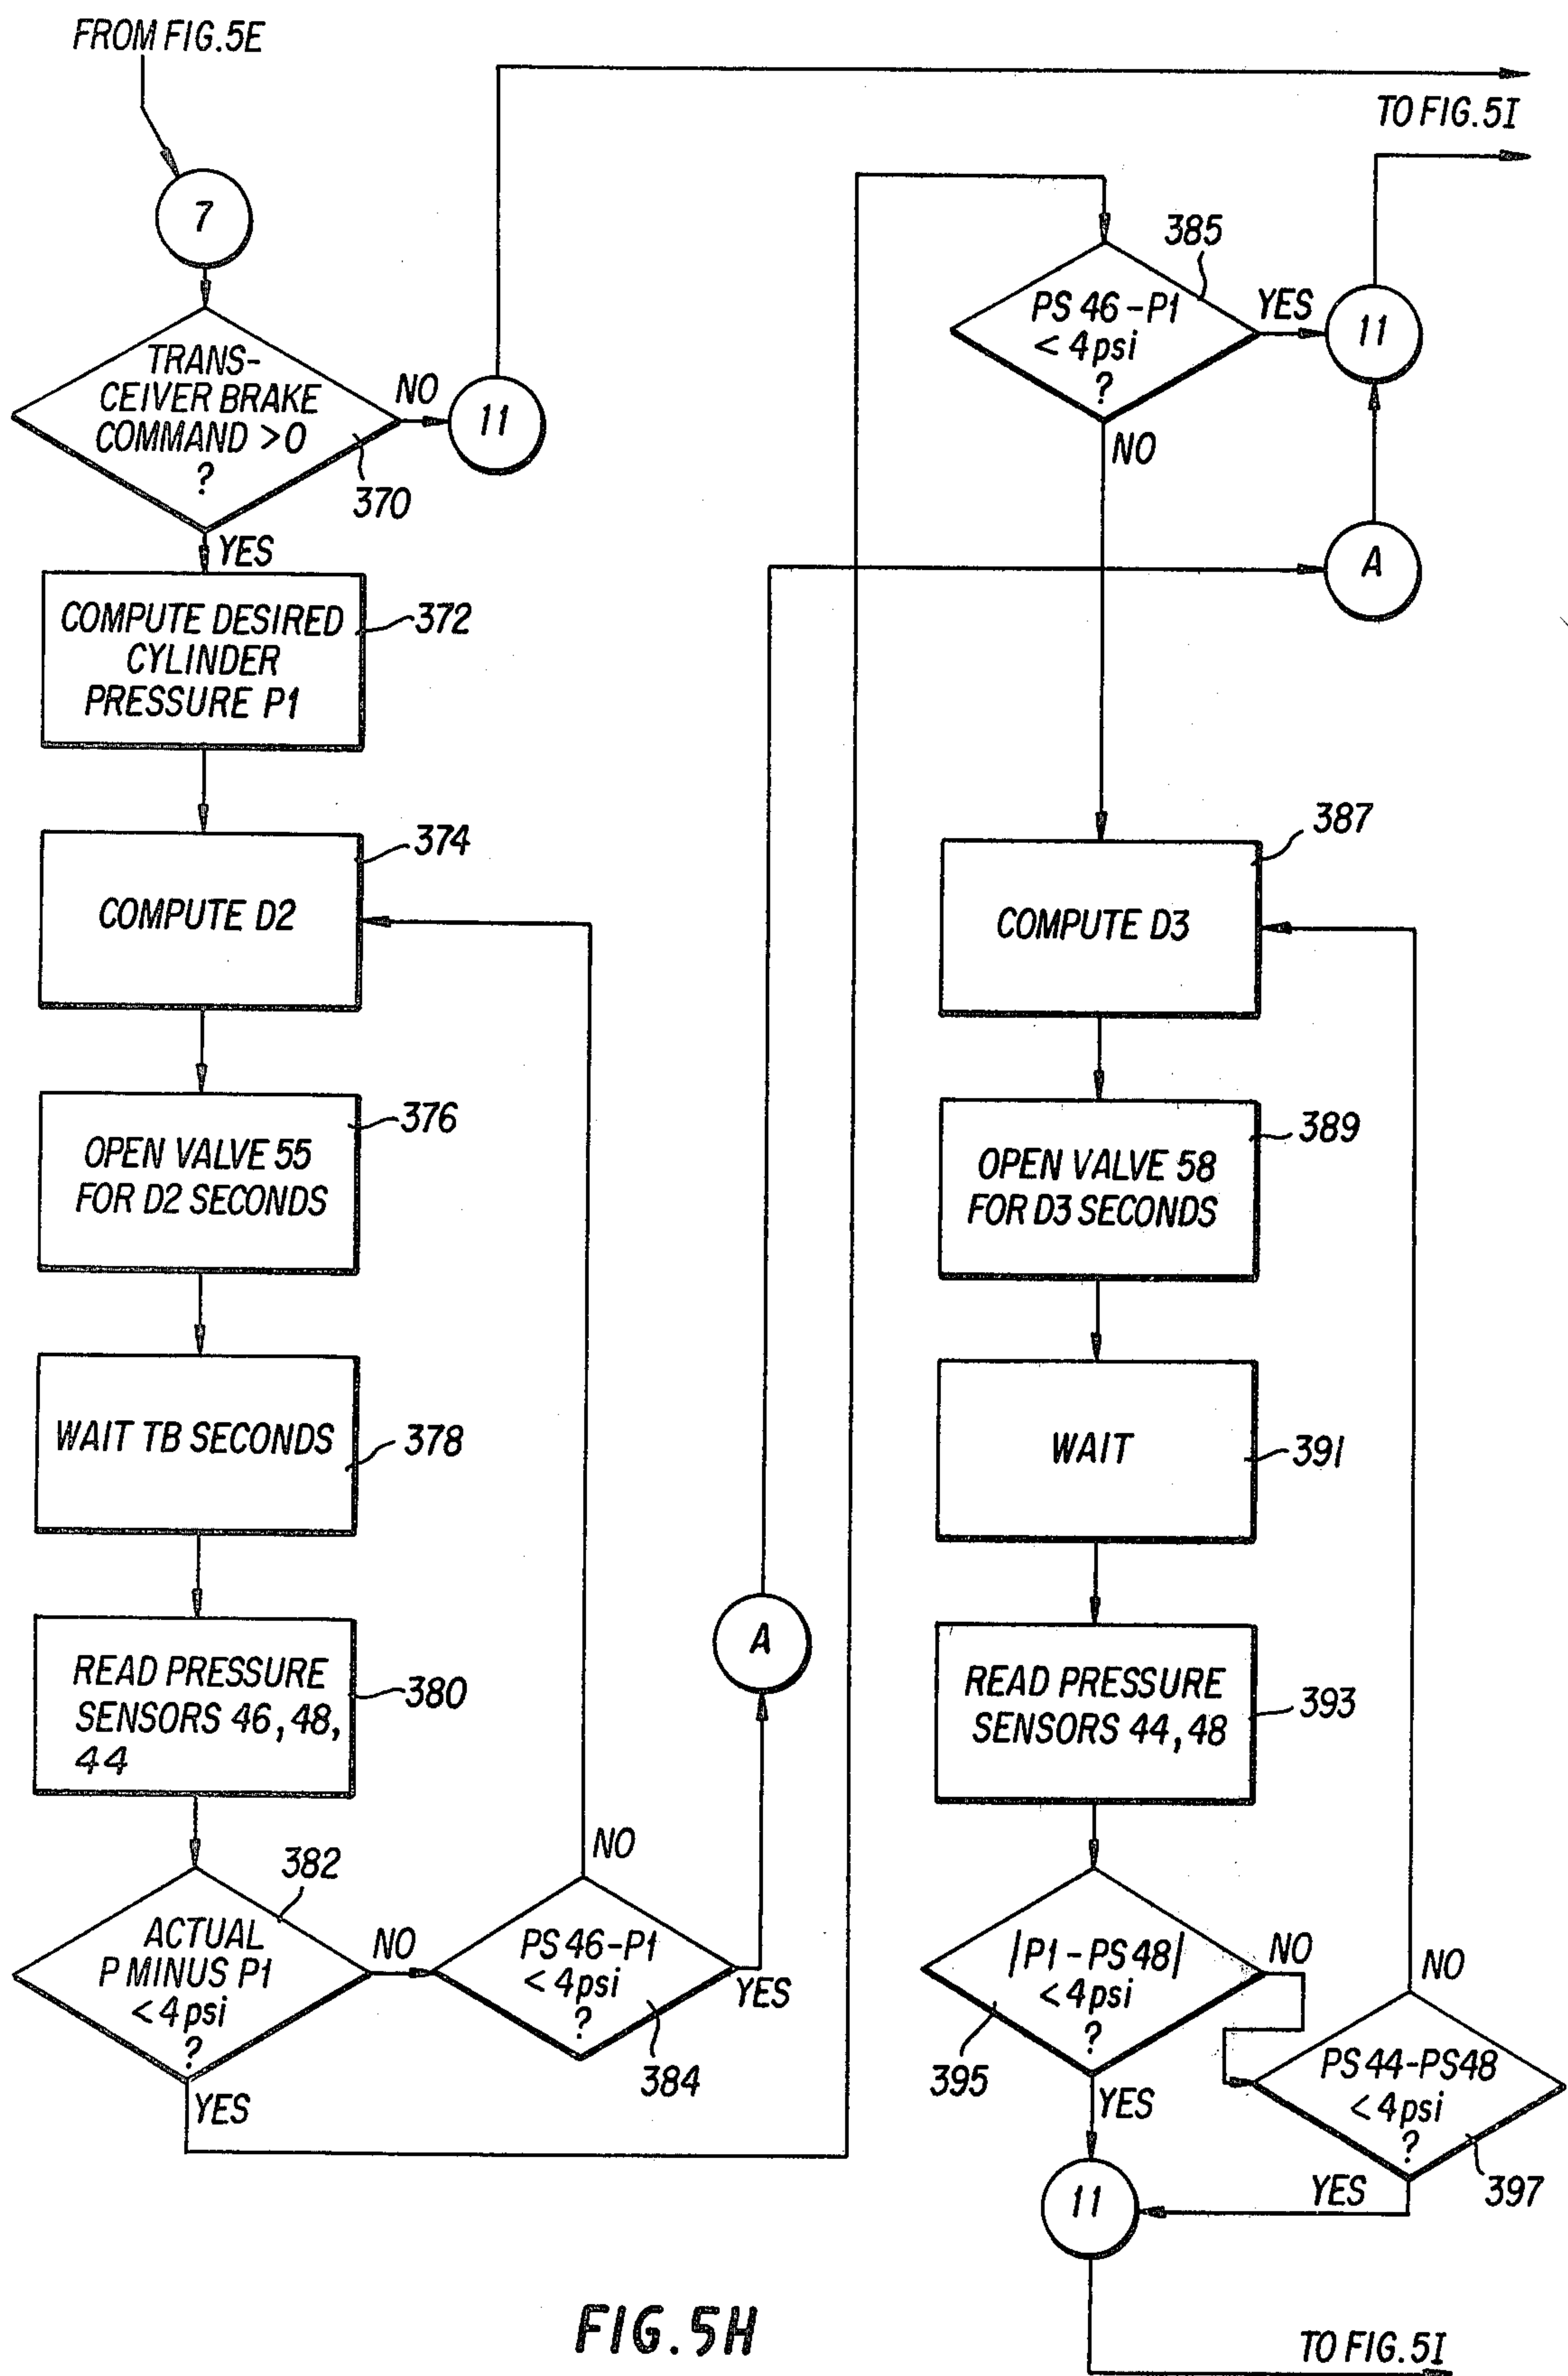 FROM FIG.5E
7
TRANS-
CEIVER BRAKE
COMMAND >0
?
370
NO
11
YES
COMPUTE DESIRED
CYLINDER
PRESSURE P1
372
COMPUTE D2
374
OPEN VALVE 55
FOR D2 SECONDS
376
WAIT TB SECONDS
378
READ PRESSURE
SENSORS 46,48,
44
380
ACTUAL
P MINUS P1
<4psi
?
382
NO
YES
PS46-P1
<4psi
?
384
NO
YES
A
TO FIG.5I
PS 46-P1
<4psi
?
385
YES
11
NO
A
COMPUTE D3
387
OPEN VALVE 58
FOR D3 SECONDS
389
WAIT
391
READ PRESSURE
SENSORS 44,48
393
|P1-PS48|
<4psi
?
395
NO
YES
PS44-PS48
<4psi
?
397
NO
YES
11
TO FIG.5I
FIG.5H